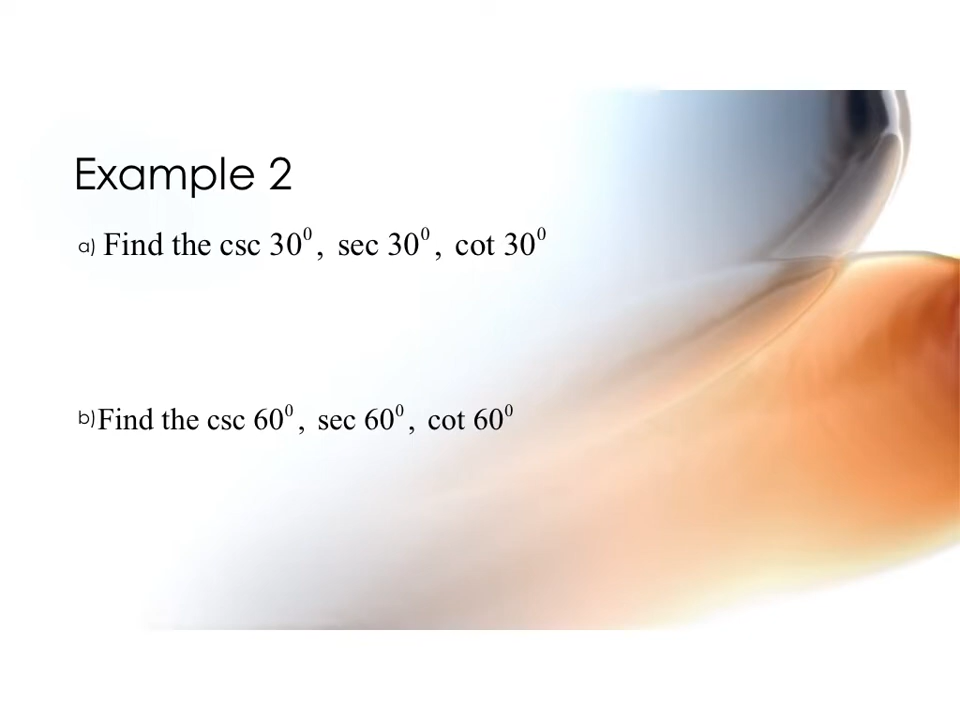 Example 2
a) Find the csc 30⁰, sec 30⁰, cot 30⁰
b) Find the csc 60⁰, sec 60⁰, cot 60⁰